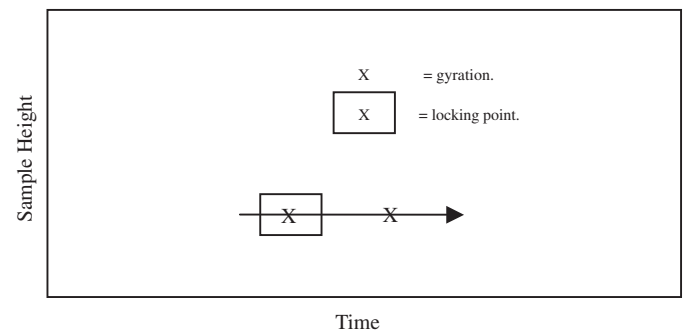 X = gyration.
X = locking point.
Sample Height
X X
Time